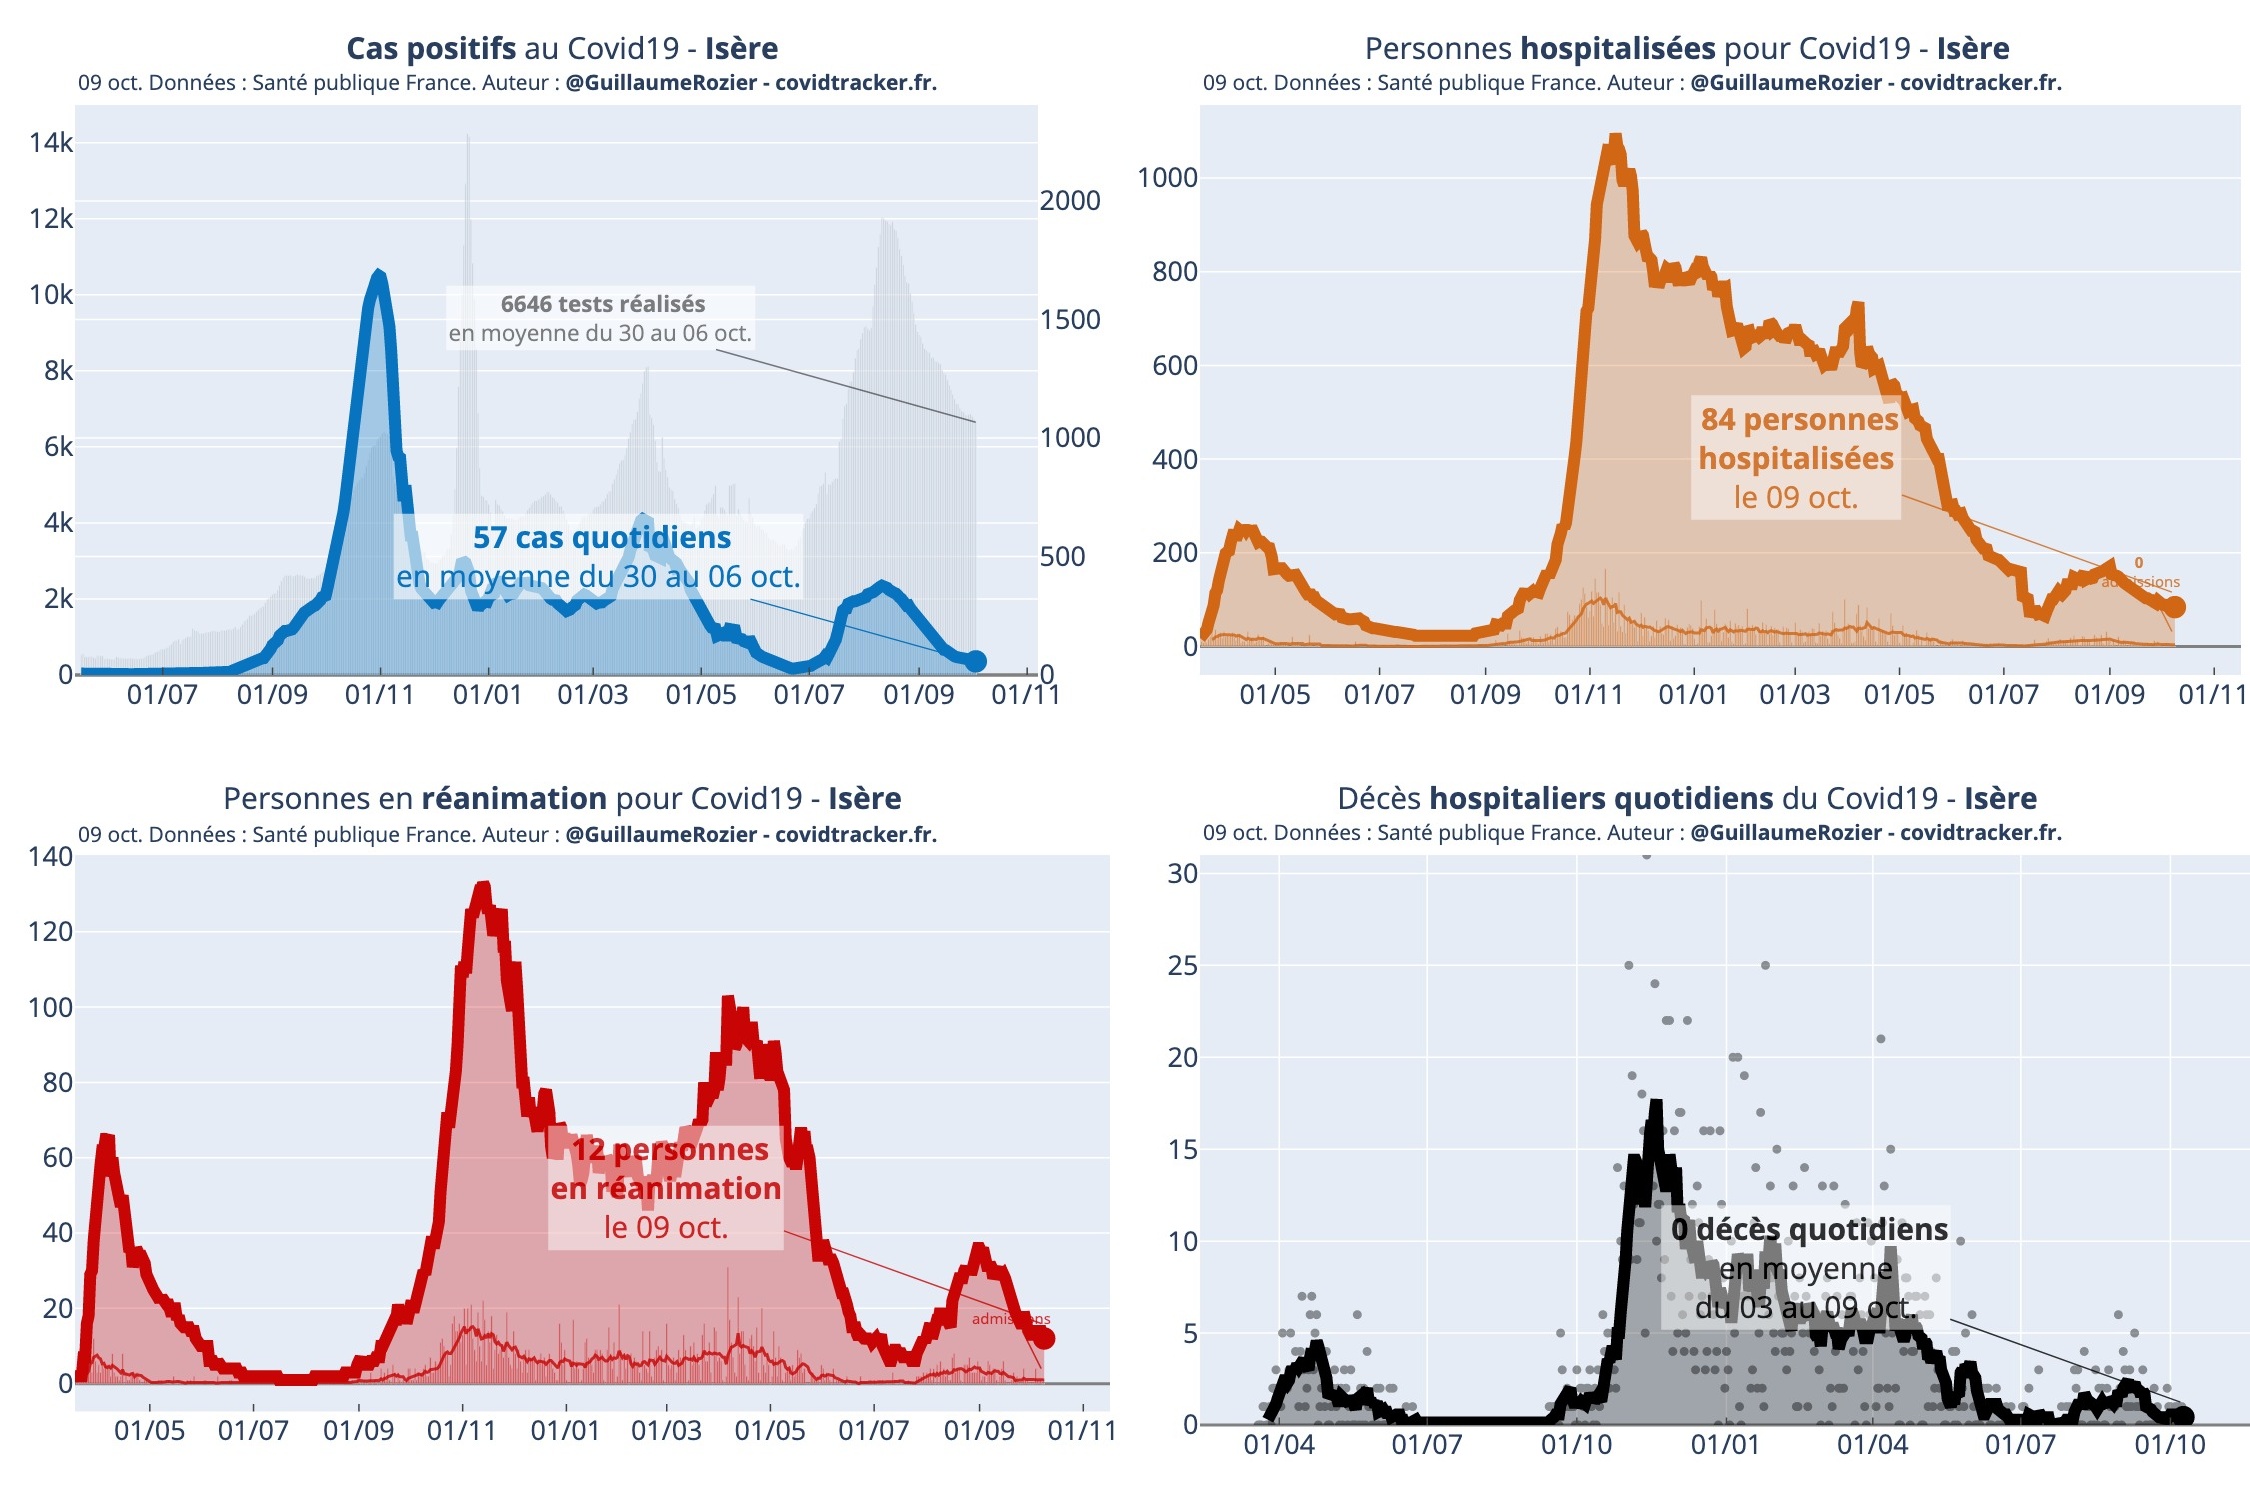 Cas positifs au Covid19 - Isère
09 oct. Données : Santé publique France. Auteur : @GuillaumeRozier - covidtracker.fr.
14k
12k
10k
8k
6k
4k
2k
0
2000
1500
1000
500
0
6646 tests réalisés
en moyenne du 30 au 06 oct.
57 cas quotidiens
en moyenne du 30 au 06 oct.
01/07 01/09 01/11 01/01 01/03 01/05 01/07 01/09 01/11
Personnes hospitalisées pour Covid19 - Isère
09 oct. Données : Santé publique France. Auteur : @GuillaumeRozier - covidtracker.fr.
1000
800
600
400
200
0
84 personnes
hospitalisées
le 09 oct.
0
admissions
01/05 01/07 01/09 01/11 01/01 01/03 01/05 01/07 01/09 01/11
Personnes en réanimation pour Covid19 - Isère
09 oct. Données : Santé publique France. Auteur : @GuillaumeRozier - covidtracker.fr.
140
120
100
80
60
40
20
0
12 personnes
en réanimation
le 09 oct.
admissions
01/05 01/07 01/09 01/11 01/01 01/03 01/05 01/07 01/09 01/11
Décès hospitaliers quotidiens du Covid19 - Isère
09 oct. Données : Santé publique France. Auteur : @GuillaumeRozier - covidtracker.fr.
30
25
20
15
10
5
0
0 décès quotidiens
en moyenne
du 03 au 09 oct.
01/04 01/07 01/10 01/01 01/04 01/07 01/10